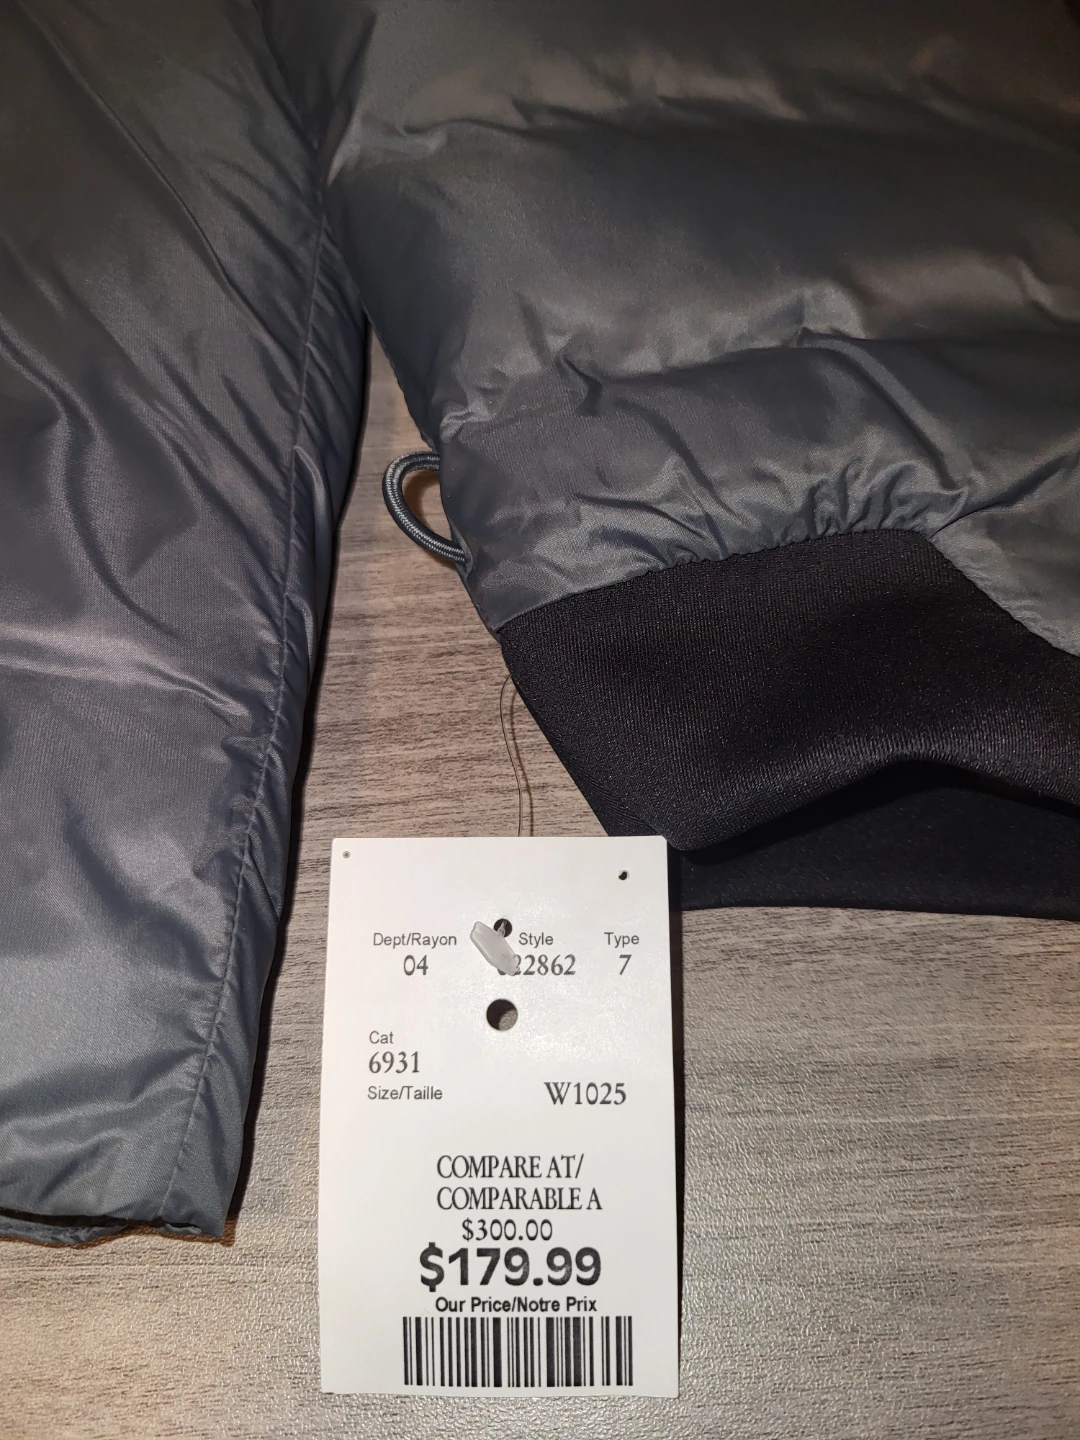 Dept/Rayon Style Type
04 22862 7
Cat
6931
Size/Taille W1025
COMPARE AT/
COMPARABLE A
$300.00
$179.99
Our Price/Notre Prix